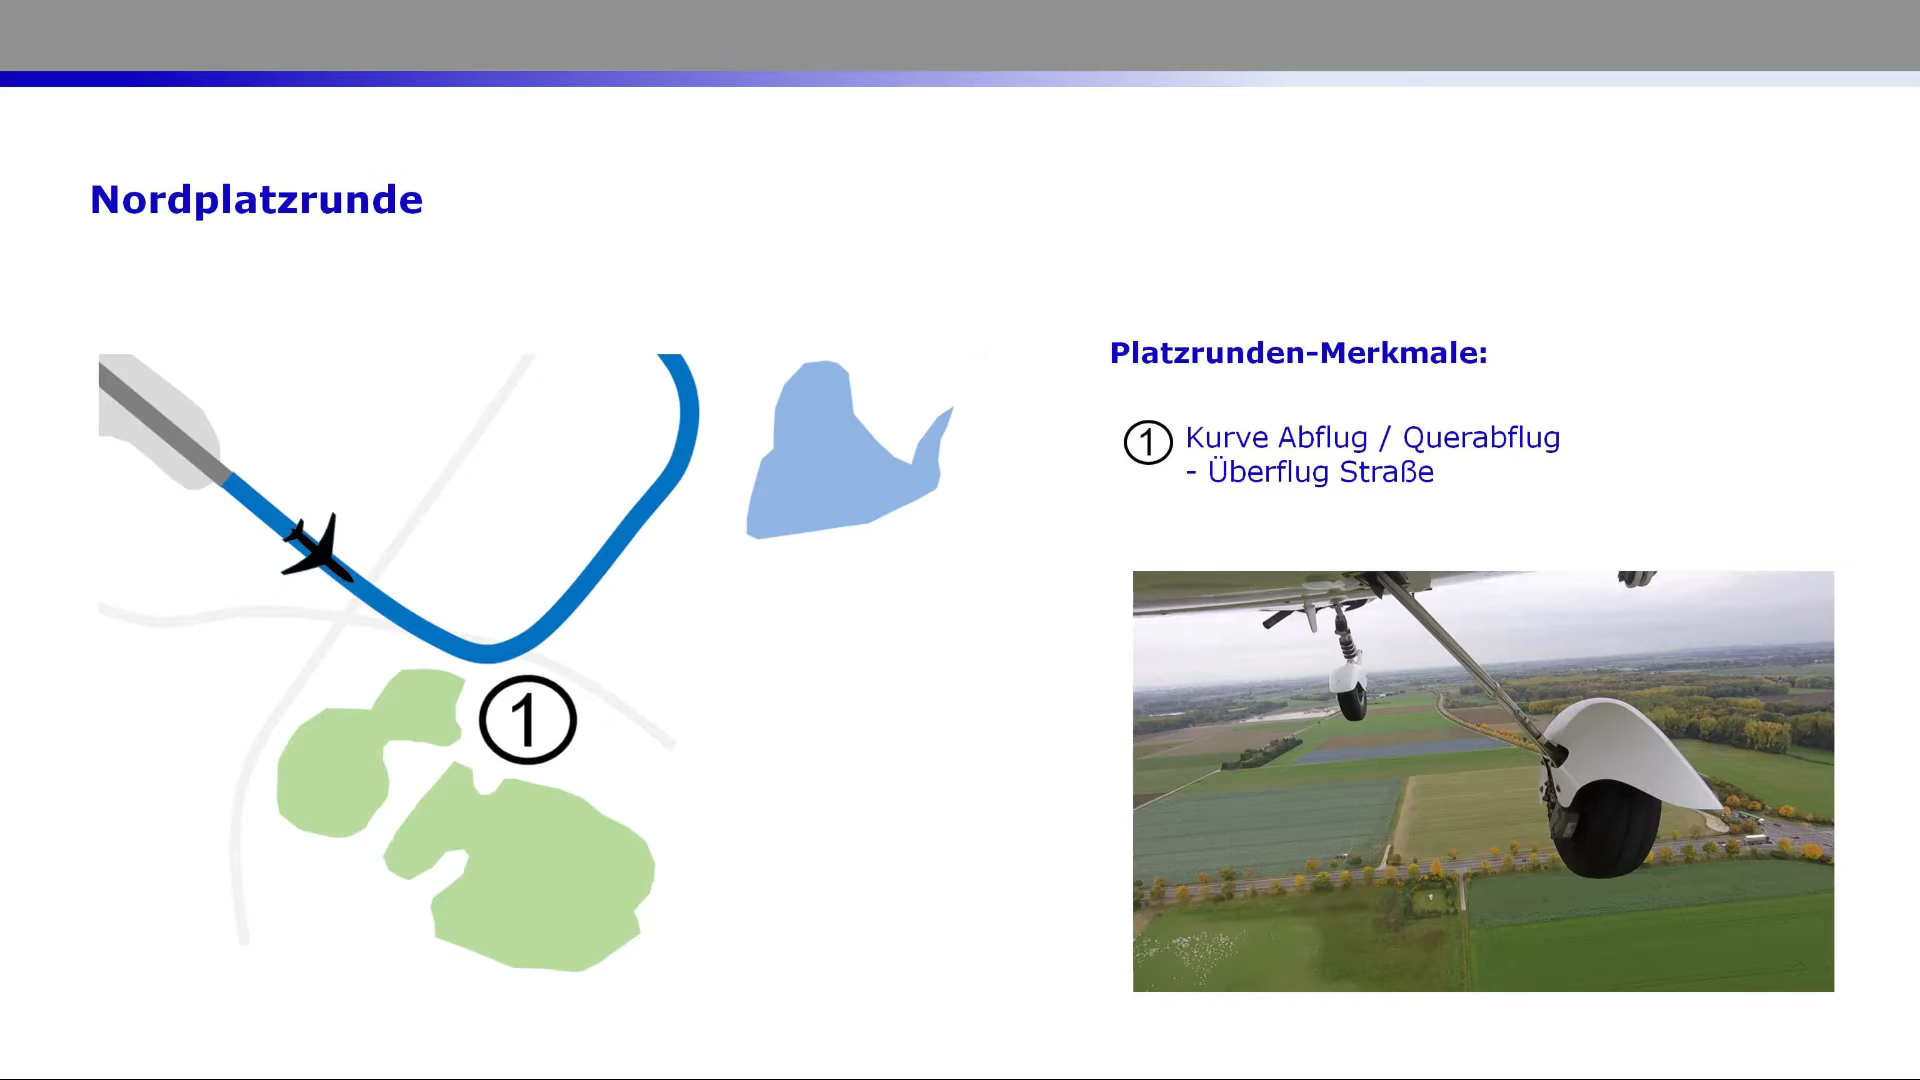 Nordplatzrunde
Platzrunden-Merkmale:
1 Kurve Abflug / Querabflug
- Überflug Straße
1